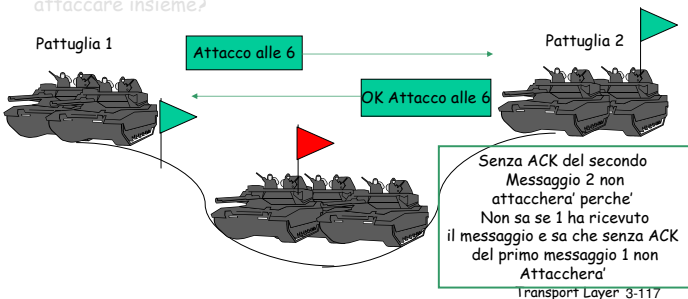 attaccare insieme?
Pattuglia 1
Pattuglia 2
Attacco alle 6
OK Attacco alle 6
Senza ACK del secondo
Messaggio 2 non
attacchera' perche'
Non sa se 1 ha ricevuto
il messaggio e sa che senza ACK
del primo messaggio 1 non
Attacchera'
Transport Layer 3-117